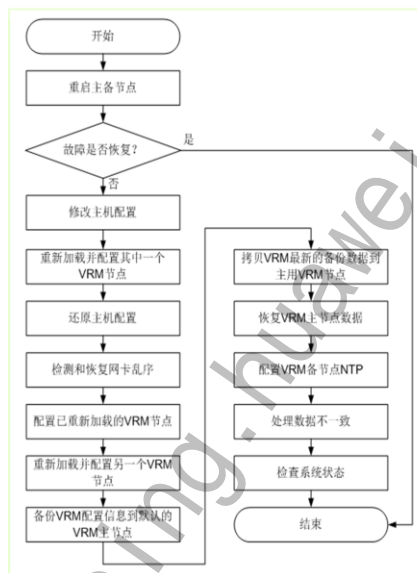 开始
重启主备节点
故障是否恢复？
是
否
修改主机配置
重新加载并配置其中一个
VRM节点
还原主机配置
检测和恢复网卡乱序
配置已重新加载的VRM节点
重新加载并配置另一个VRM
节点
备份VRM配置信息到默认的
VRM主节点
拷贝VRM最新的备份数据到
主用VRM节点
恢复VRM主节点数据
配置VRM备节点NTP
处理数据不一致
检查系统状态
结束
ning.huawei